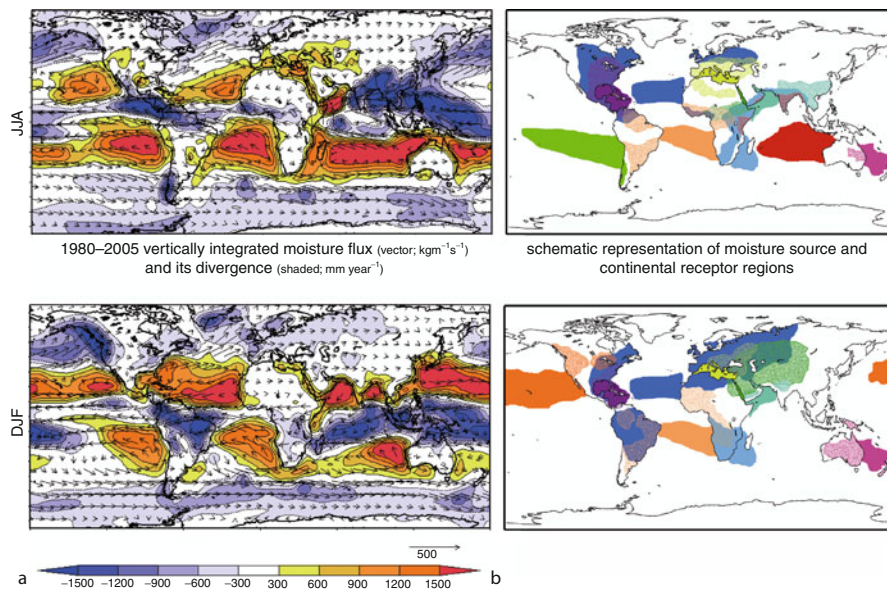 JJA
1980–2005 vertically integrated moisture flux (vector; kgm⁻¹s⁻¹)
and its divergence (shaded; mm year⁻¹)
schematic representation of moisture source and
continental receptor regions
DJF
500
a
−1500 −1200 −900 −600 −300 300 600 900 1200 1500
b